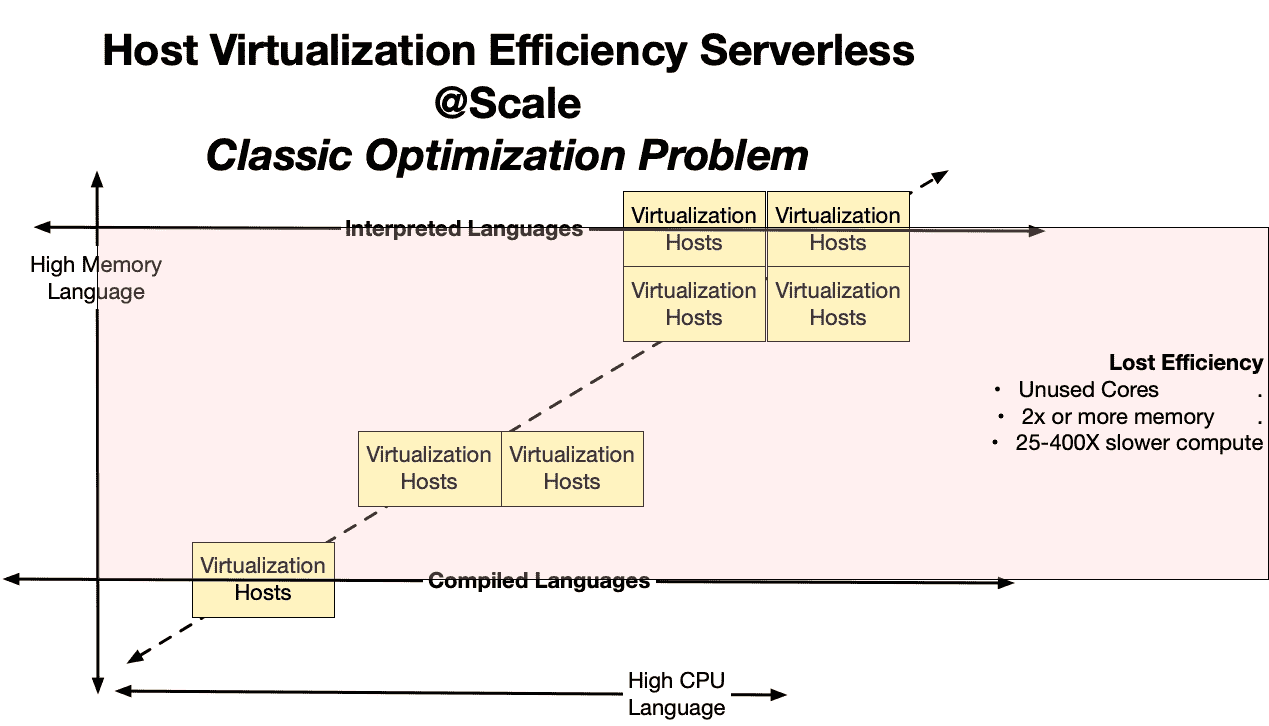 Host Virtualization Efficiency Serverless
@Scale
Classic Optimization Problem
Interpreted Languages
High Memory
Language
Virtualization
Hosts
Virtualization
Hosts
Virtualization
Hosts
Virtualization
Hosts
Lost Efficiency
• Unused Cores .
• 2x or more memory .
• 25-400X slower compute
Virtualization
Hosts
Virtualization
Hosts
Virtualization
Hosts
Compiled Languages
High CPU
Language